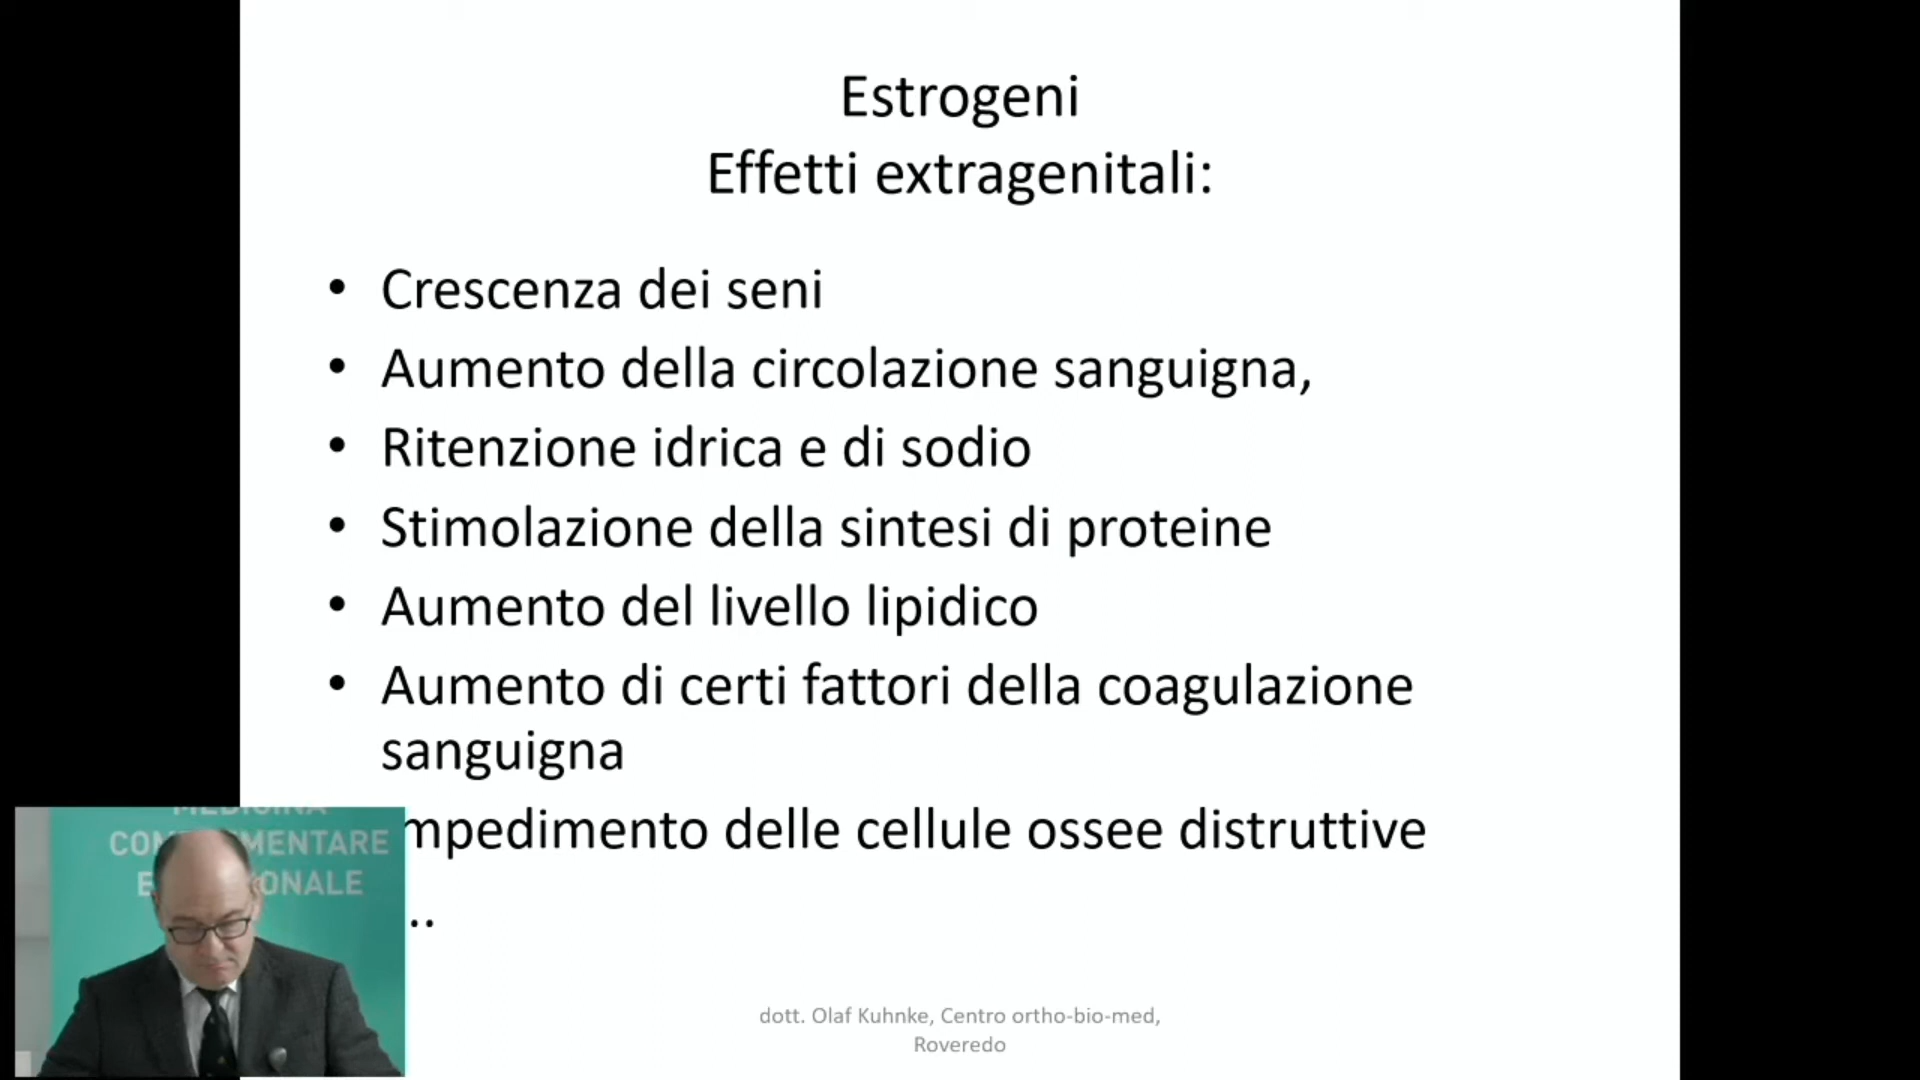 Estrogeni
Effetti extragenitali:
• Crescenza dei seni
• Aumento della circolazione sanguigna,
• Ritenzione idrica e di sodio
• Stimolazione della sintesi di proteine
• Aumento del livello lipidico
• Aumento di certi fattori della coagulazione
sanguigna
mpedimento delle cellule ossee distruttive
..
MEDICINA
COM MENTARE
E ONALE
dott. Olaf Kuhnke, Centro ortho-bio-med,
Roveredo